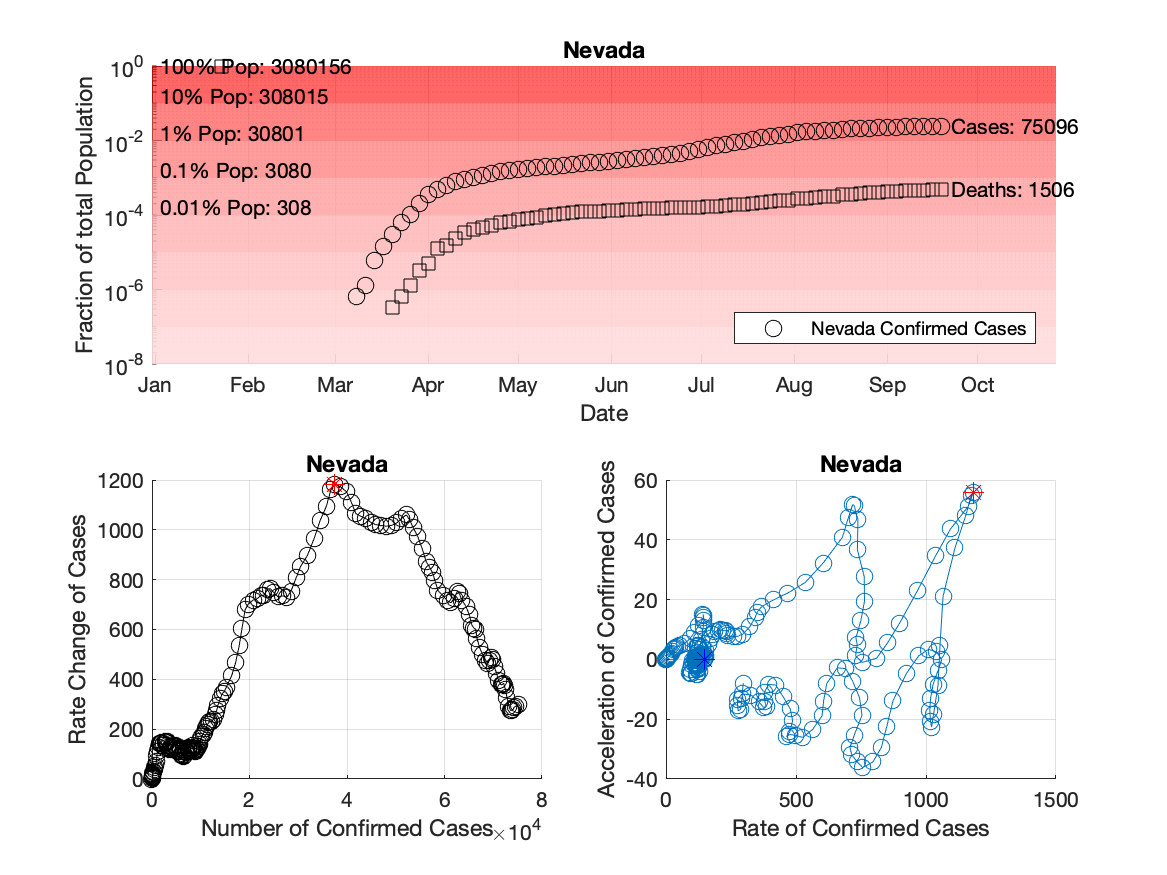 Nevada
Fraction of total Population
10^0
10^-2
10^-4
10^-6
10^-8
100% Pop: 3080156
10% Pop: 308015
1% Pop: 30801
0.1% Pop: 3080
0.01% Pop: 308
Cases: 75096
Deaths: 1506
Nevada Confirmed Cases
Jan Feb Mar Apr May Jun Jul Aug Sep Oct
Date
Nevada
Rate Change of Cases
1200
1000
800
600
400
200
0
0 2 4 6 8
Number of Confirmed Cases
×10^4
Nevada
Acceleration of Confirmed Cases
60
40
20
0
-20
-40
0 500 1000 1500
Rate of Confirmed Cases